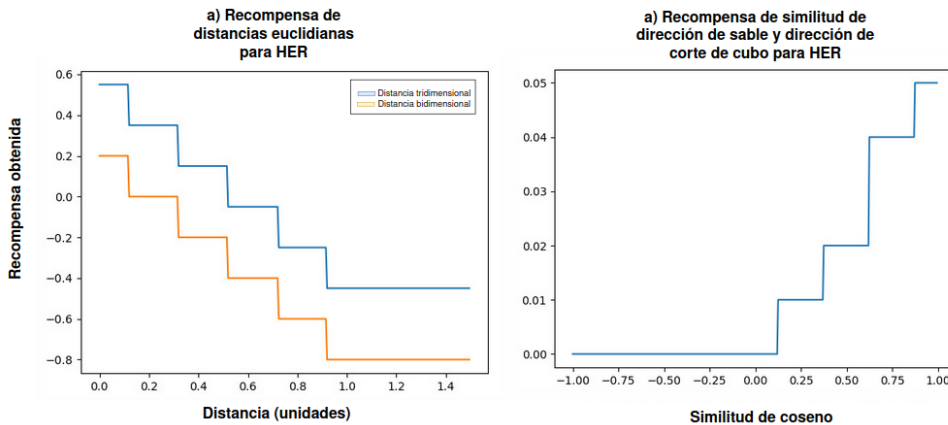 a) Recompensa de
distancias euclidianas
para HER
Recompensa obtenida
0.6
0.4
0.2
0.0
−0.2
−0.4
−0.6
−0.8
Distancia tridimensional
Distancia bidimensional
0.0 0.2 0.4 0.6 0.8 1.0 1.2 1.4
Distancia (unidades)
a) Recompensa de similitud de
dirección de sable y dirección de
corte de cubo para HER
0.05
0.04
0.03
0.02
0.01
0.00
−1.00 −0.75 −0.50 −0.25 0.00 0.25 0.50 0.75 1.00
Similitud de coseno